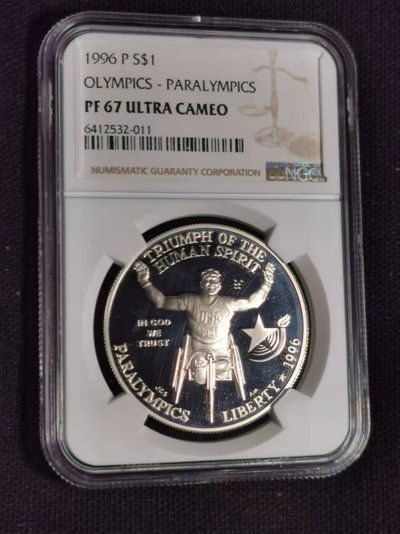 1996 P S$1
OLYMPICS - PARALYMPICS
PF 67 ULTRA CAMEO
6412532-011
NUMISMATIC GUARANTY CORPORATION
NGC
TRIUMPH OF THE
HUMAN SPIRIT
USA
IN GOD
WE
TRUST
PARALYMPICS
LIBERTY ★ 1996